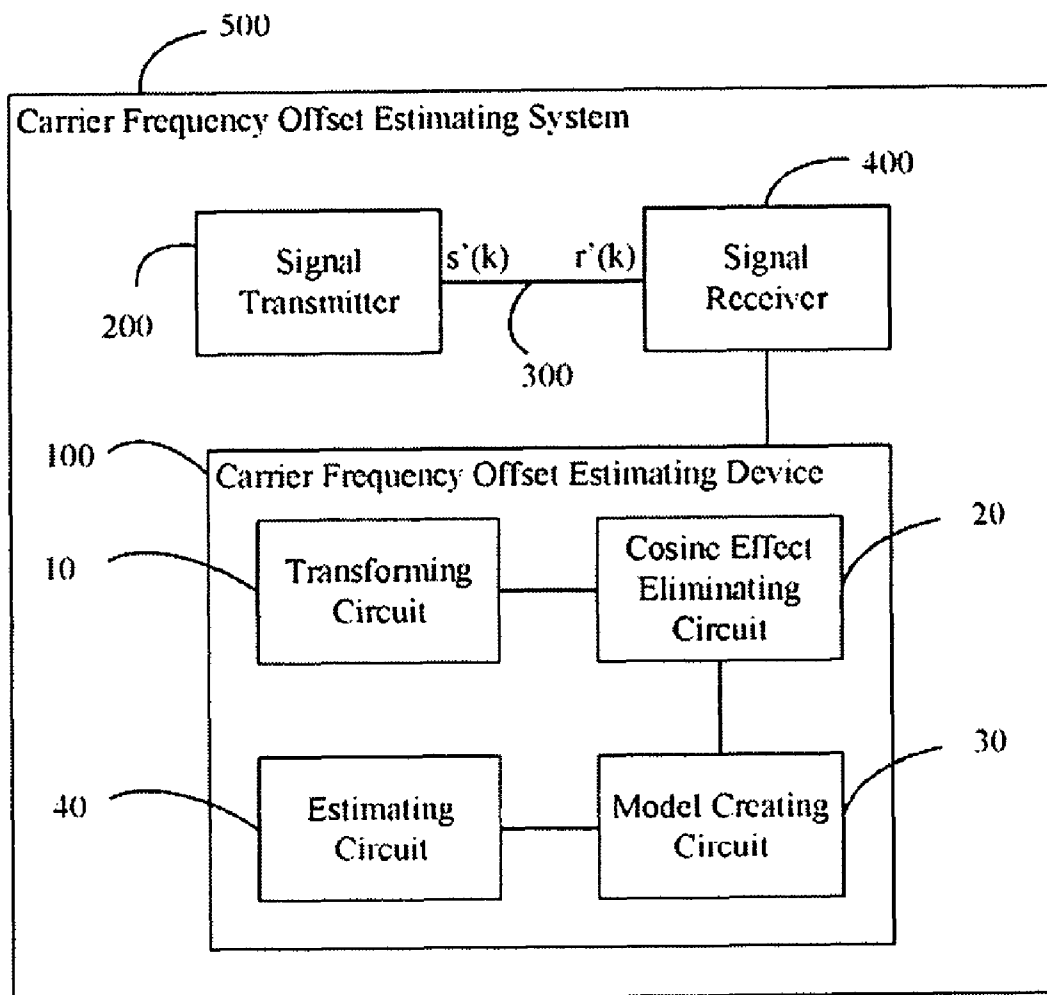 500
Carrier Frequency Offset Estimating System
400
Signal
Transmitter
s'(k)
r'(k)
Signal
Receiver
200
300
100
Carrier Frequency Offset Estimating Device
10
Transforming
Circuit
Cosine Effect
Eliminating
Circuit
20
40
Estimating
Circuit
Model Creating
Circuit
30